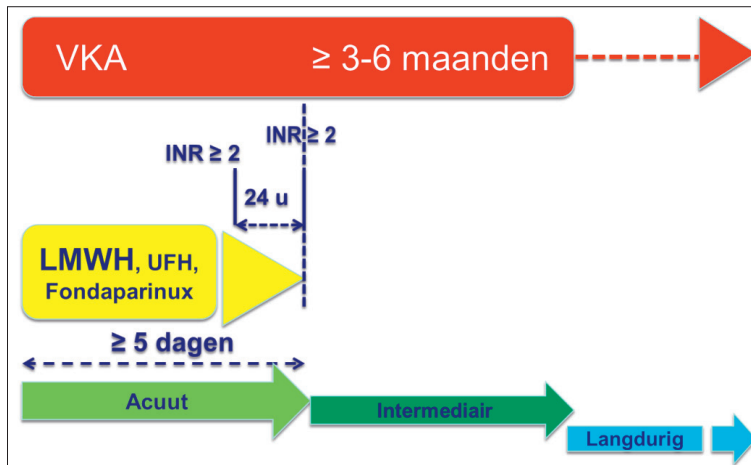 VKA ≥ 3-6 maanden
INR ≥ 2
INR ≥ 2
24 u
LMWH, UFH,
Fondaparinux
≥ 5 dagen
Acuut
Intermediair
Langdurig